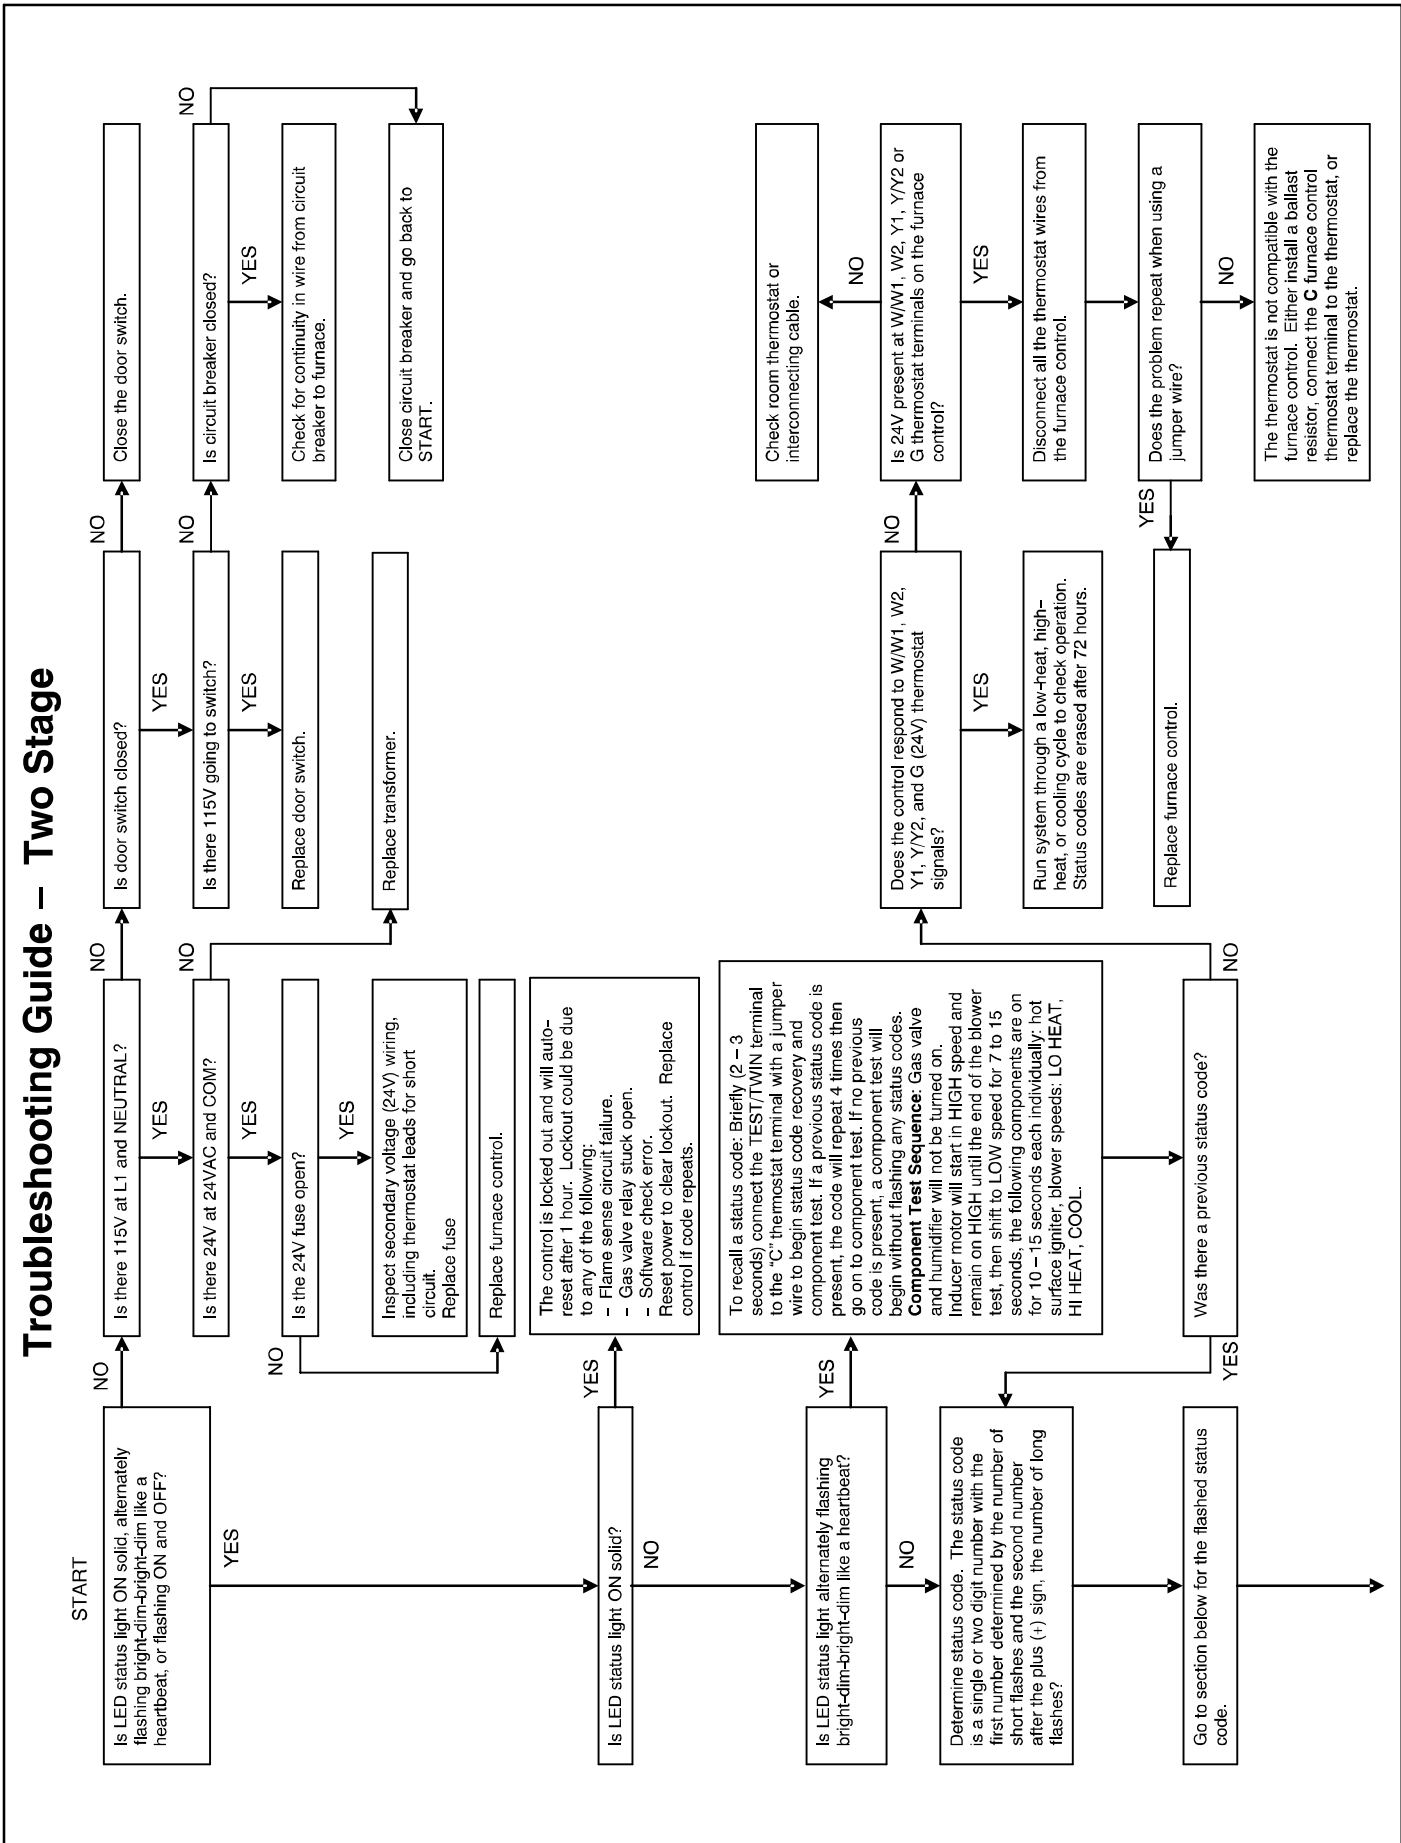 Troubleshooting Guide – Two Stage
START
Is LED status light ON solid, alternately
flashing bright-dim-bright-dim like a
heartbeat, or flashing ON and OFF?
NO
YES
Is there 115V at L1 and NEUTRAL?
NO
YES
Is door switch closed?
NO
YES
Close the door switch.
Is there 24V at 24VAC and COM?
NO
YES
Is there 115V going to switch?
NO
YES
Is circuit breaker closed?
NO
YES
Is the 24V fuse open?
NO
YES
Replace door switch.
Check for continuity in wire from circuit
breaker to furnace.
Inspect secondary voltage (24V) wiring,
including thermostat leads for short
circuit.
Replace fuse
Replace transformer.
Close circuit breaker and go back to
START.
Replace furnace control.
Is LED status light ON solid?
YES
NO
The control is locked out and will auto–
reset after 1 hour. Lockout could be due
to any of the following:
– Flame sense circuit failure.
– Gas valve relay stuck open.
– Software check error.
Reset power to clear lockout. Replace
control if code repeats.
Is LED status light alternately flashing
bright-dim-bright-dim like a heartbeat?
YES
NO
To recall a status code: Briefly (2 – 3
seconds) connect the TEST/TWIN terminal
to the “C” thermostat terminal with a jumper
wire to begin status code recovery and
component test. If a previous status code is
present, the code will repeat 4 times then
go on to component test. If no previous
code is present, a component test will
begin without flashing any status codes.
Component Test Sequence: Gas valve
and humidifier will not be turned on.
Inducer motor will start in HIGH speed and
remain on HIGH until the end of the blower
test, then shift to LOW speed for 7 to 15
seconds, the following components are on
for 10 – 15 seconds each individually: hot
surface igniter, blower speeds: LO HEAT,
HI HEAT, COOL.
Determine status code. The status code
is a single or two digit number with the
first number determined by the number of
short flashes and the second number
after the plus (+) sign, the number of long
flashes?
Was there a previous status code?
YES
NO
Go to section below for the flashed status
code.
Does the control respond to W/W1, W2,
Y1, Y/Y2, and G (24V) thermostat
signals?
NO
YES
Run system through a low–heat, high–
heat, or cooling cycle to check operation.
Status codes are erased after 72 hours.
Check room thermostat or
interconnecting cable.
NO
Is 24V present at W/W1, W2, Y1, Y/Y2 or
G thermostat terminals on the furnace
control?
YES
Disconnect all the thermostat wires from
the furnace control.
Does the problem repeat when using a
jumper wire?
YES
NO
Replace furnace control.
The thermostat is not compatible with the
furnace control. Either install a ballast
resistor, connect the C furnace control
thermostat terminal to the thermostat, or
replace the thermostat.